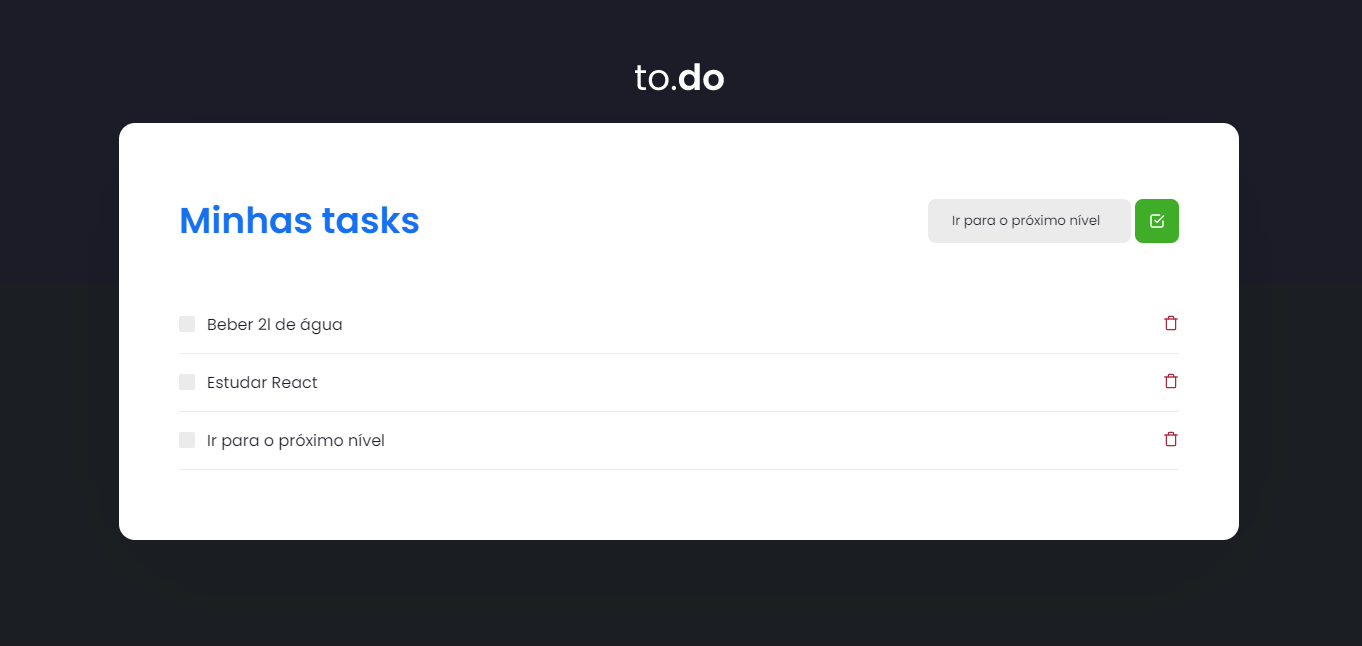 to.do
Minhas tasks
Ir para o próximo nível
Beber 2l de água
Estudar React
Ir para o próximo nível